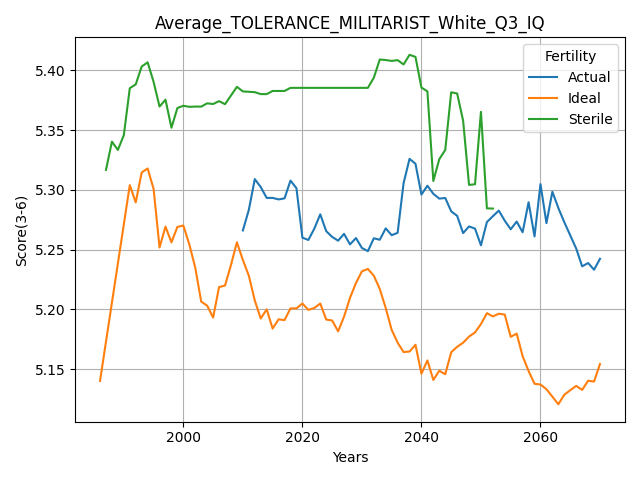 Average_TOLERANCE_MILITARIST_White_Q3_IQ
Fertility
Actual
Ideal
Sterile
Score(3-6)
5.40
5.35
5.30
5.25
5.20
5.15
2000
2020
2040
2060
Years